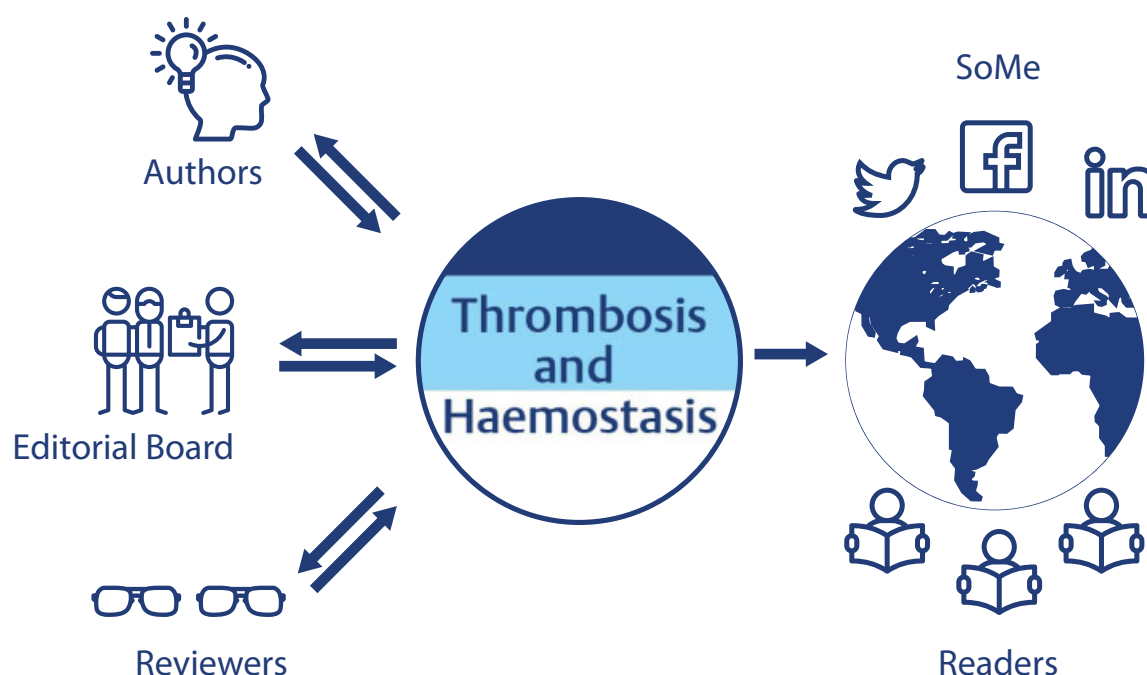 SoMe
Authors
Thrombosis
and
Haemostasis
Editorial Board
Reviewers
Readers